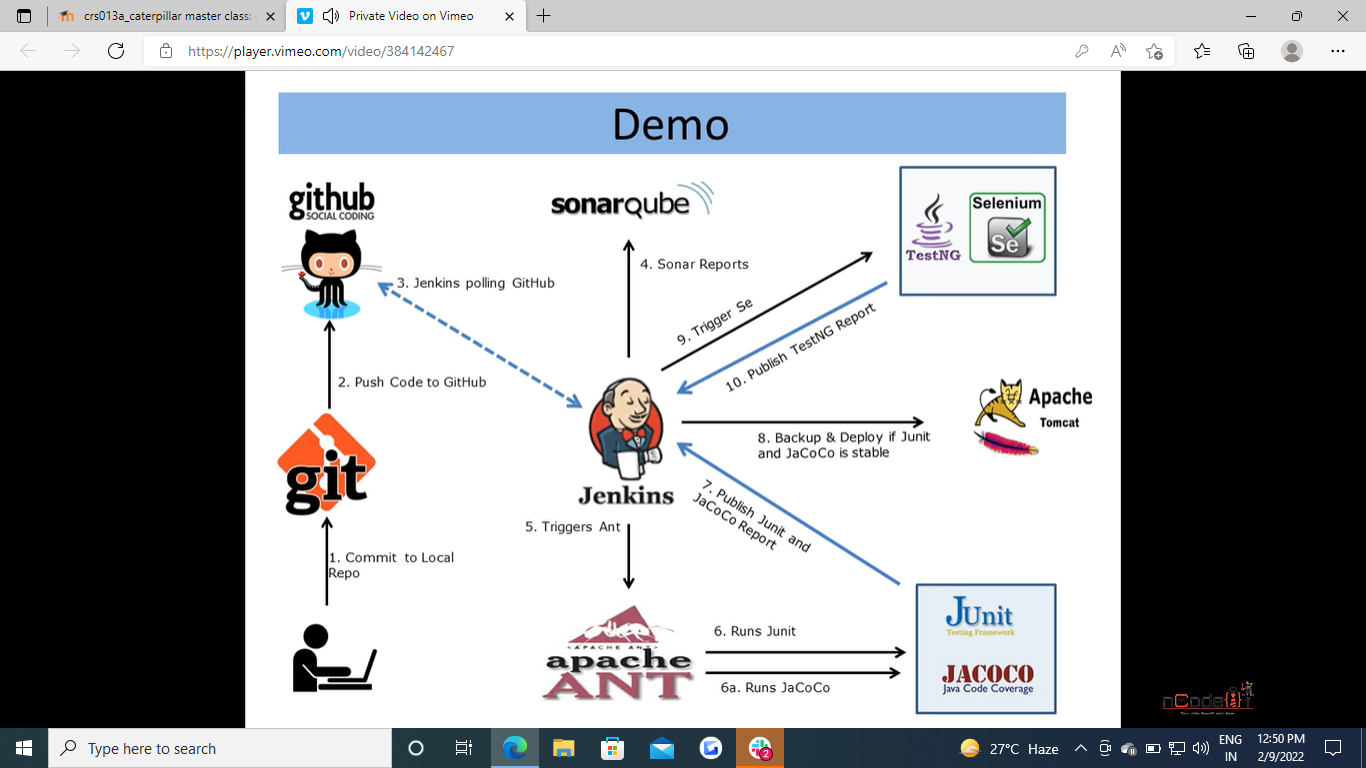 crs013a_caterpillar master class:
Private Video on Vimeo
https://player.vimeo.com/video/384142467
Demo
github
SOCIAL CODING
sonarqube
Selenium
Se
TestNG
4. Sonar Reports
3. Jenkins polling GitHub
9. Trigger Se
10. Publish TestNG Report
2. Push Code to GitHub
Apache
Tomcat
8. Backup & Deploy if Junit
and JaCoCo is stable
git
Jenkins
7. Publish Junit and
JaCoCo Report
5. Triggers Ant
1. Commit to Local
Repo
JUnit
Testing Framework
6. Runs Junit
<APACHE ANT>
apache
ANT
6a. Runs JaCoCo
JACOCO
Java Code Coverage
nCodeIT
Type here to search
2
27°C Haze
ENG
IN
12:50 PM
2/9/2022